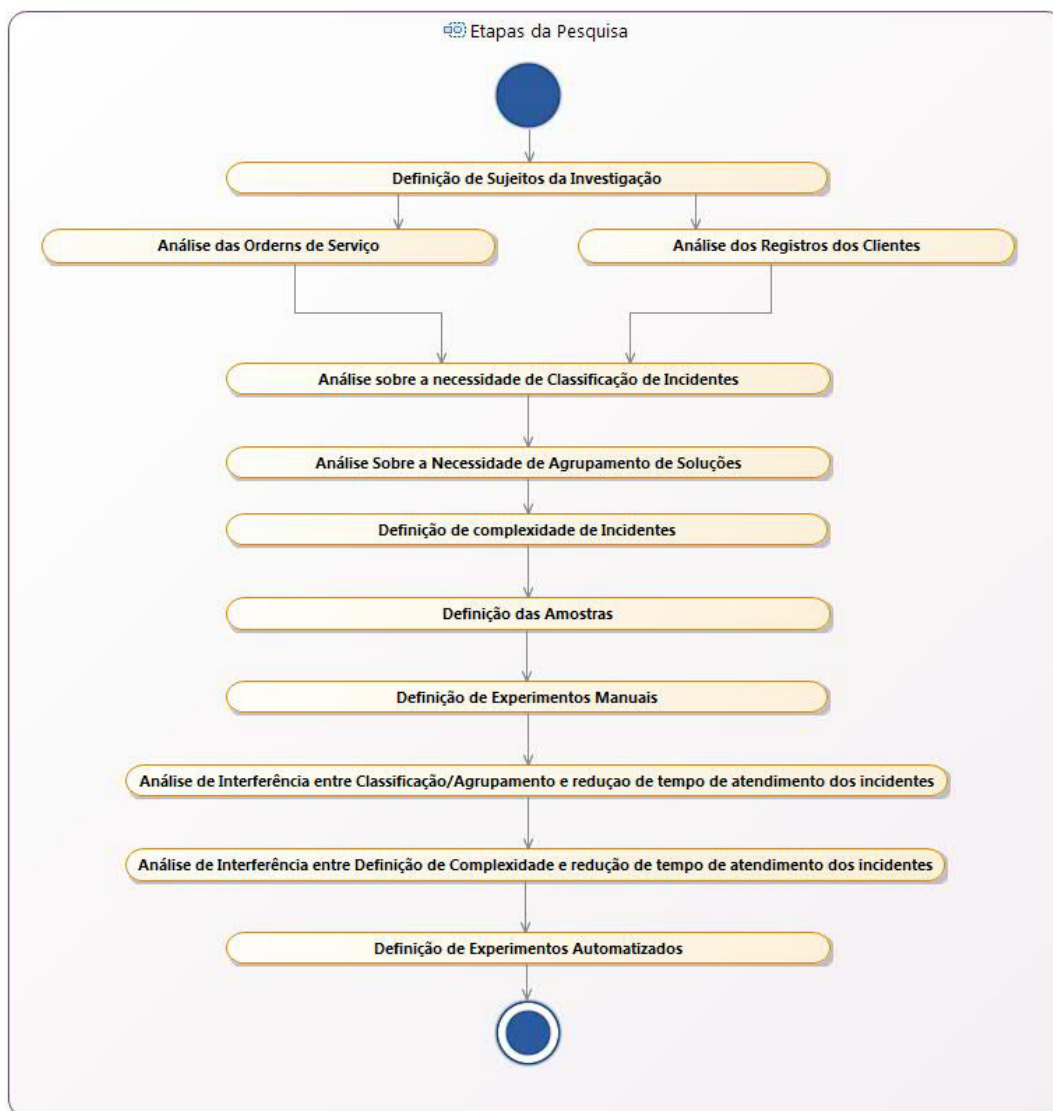 Etapas da Pesquisa
Definição de Sujeitos da Investigação
Análise das Orderns de Serviço
Análise dos Registros dos Clientes
Análise sobre a necessidade de Classificação de Incidentes
Análise Sobre a Necessidade de Agrupamento de Soluções
Definição de complexidade de Incidentes
Definição das Amostras
Definição de Experimentos Manuais
Análise de Interferência entre Classificação/Agrupamento e reduçao de tempo de atendimento dos incidentes
Análise de Interferência entre Definição de Complexidade e redução de tempo de atendimento dos incidentes
Definição de Experimentos Automatizados